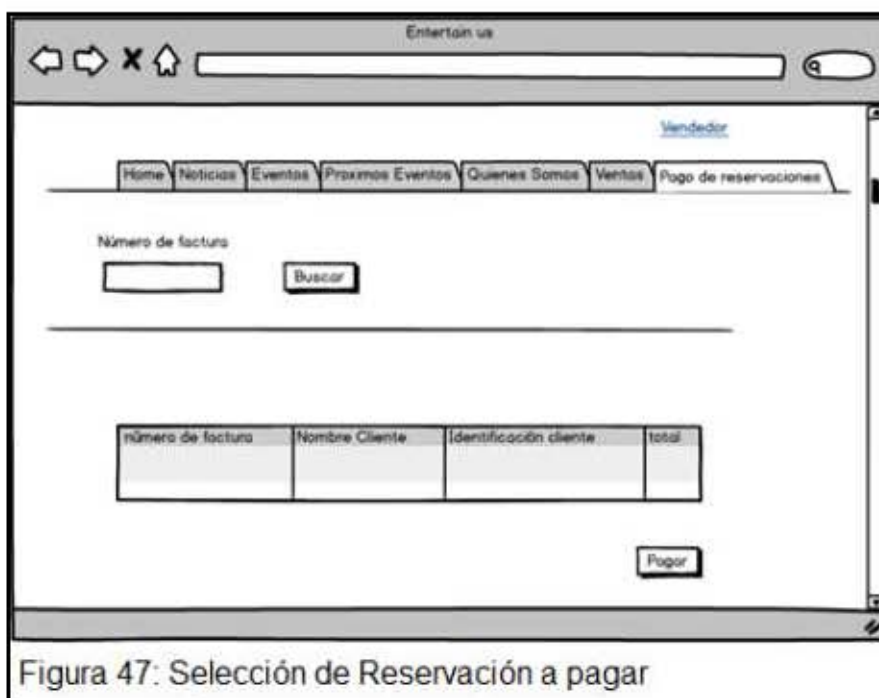 Entertain us
Vendedor
Home Noticias Eventos Proximos Eventos Quienes Somos Ventas Pago de reservaciones
Número de factura
Buscar
número de factura Nombre Cliente Identificación cliente total
Pagar
Figura 47: Selección de Reservación a pagar